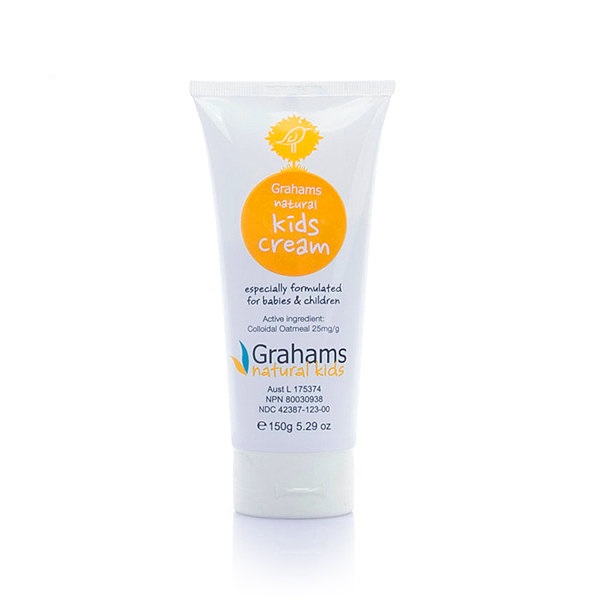 Grahams
natural
kids
cream
especially formulated
for babies & children
Active ingredient:
Colloidal Oatmeal 25mg/g
Grahams
natural kids
Aust L 175374
NPN 80030938
NDC 42387-123-00
℮ 150g 5.29 oz